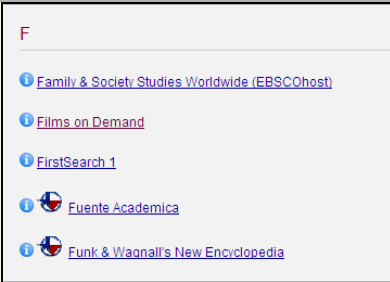 F
Family & Society Studies Worldwide (EBSCOhost)
Films on Demand
FirstSearch 1
Fuente Academica
Funk & Wagnall's New Encyclopedia